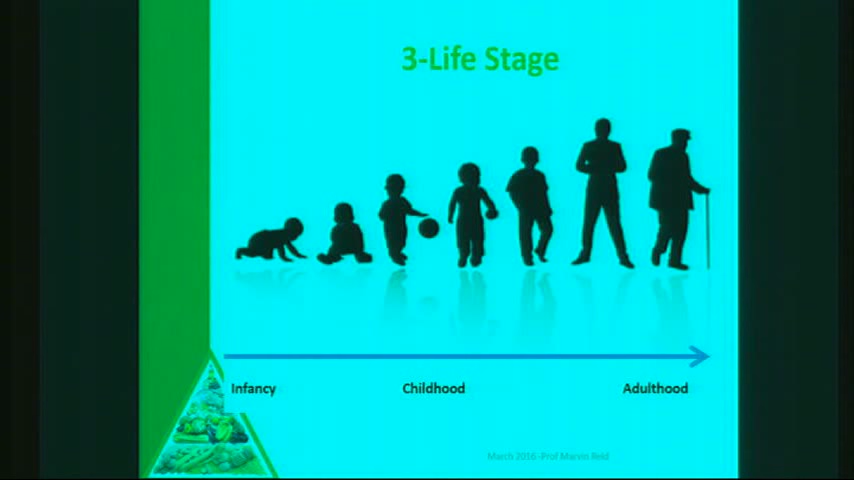 3-Life Stage
Infancy Childhood Adulthood
March 2016 -Prof Marvin Reid